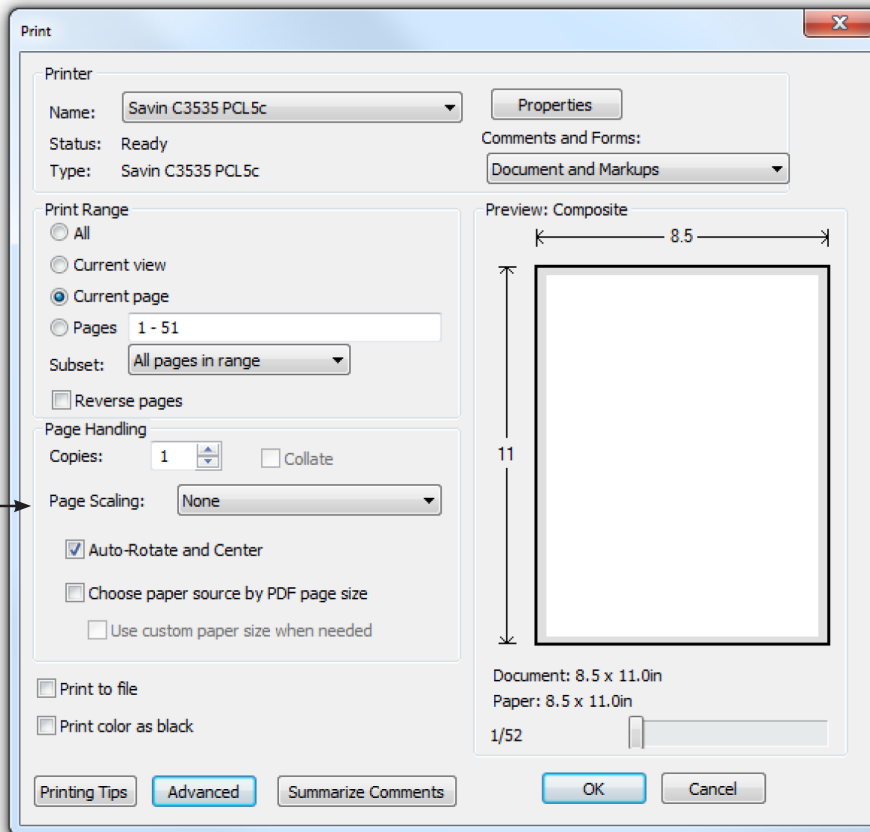 Print
Printer
Name: Savin C3535 PCL5c
Properties
Status: Ready
Comments and Forms:
Type: Savin C3535 PCL5c
Document and Markups
Print Range
All
Current view
Current page
Pages 1 - 51
Subset: All pages in range
Reverse pages
Page Handling
Copies: 1
Collate
Page Scaling: None
Auto-Rotate and Center
Choose paper source by PDF page size
Use custom paper size when needed
Print to file
Print color as black
Preview: Composite
8.5
11
Document: 8.5 x 11.0in
Paper: 8.5 x 11.0in
1/52
Printing Tips
Advanced
Summarize Comments
OK
Cancel